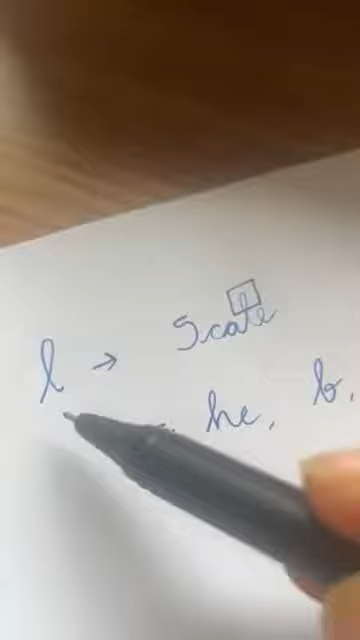 l → Scale
he, b,